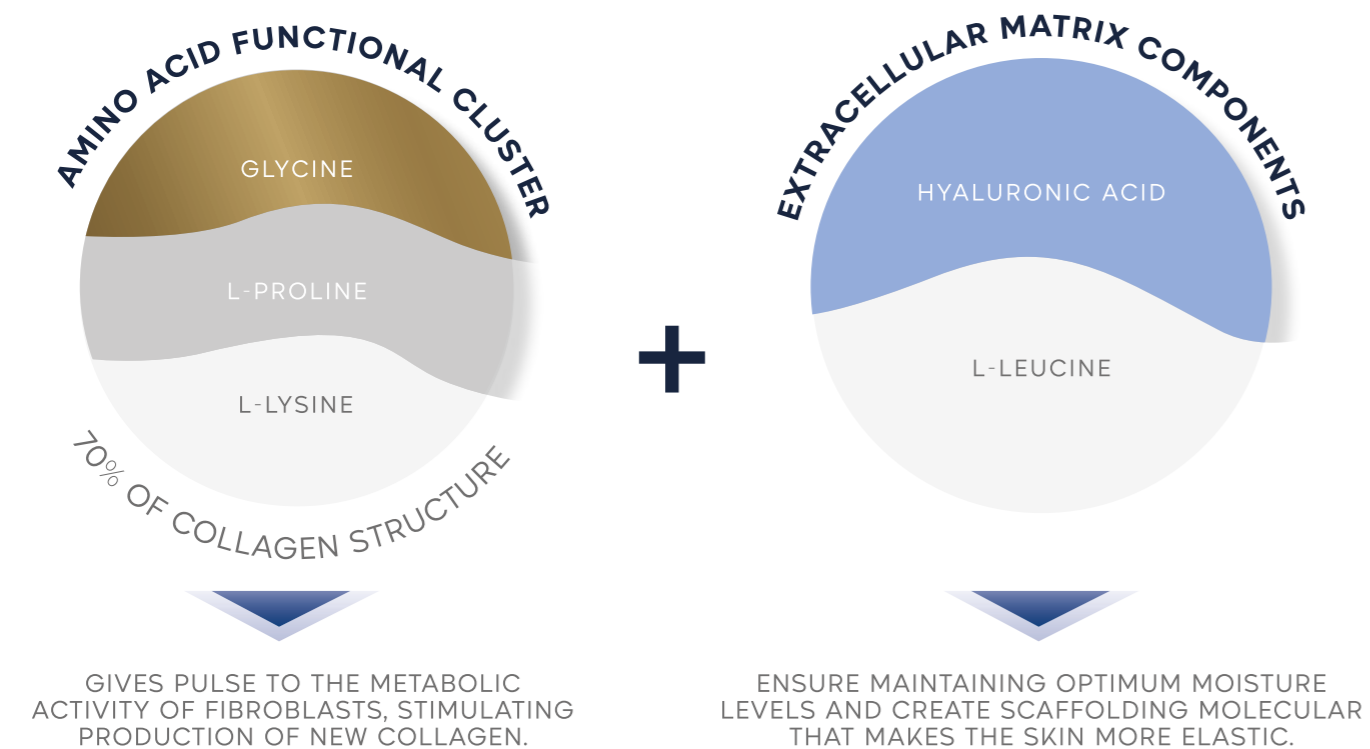 AMINO ACID FUNCTIONAL CLUSTER
GLYCINE
L-PROLINE
L-LYSINE
70% OF COLLAGEN STRUCTURE
GIVES PULSE TO THE METABOLIC
ACTIVITY OF FIBROBLASTS, STIMULATING
PRODUCTION OF NEW COLLAGEN.
+
EXTRACELLULAR MATRIX COMPONENTS
HYALURONIC ACID
L-LEUCINE
ENSURE MAINTAINING OPTIMUM MOISTURE
LEVELS AND CREATE SCAFFOLDING MOLECULAR
THAT MAKES THE SKIN MORE ELASTIC.